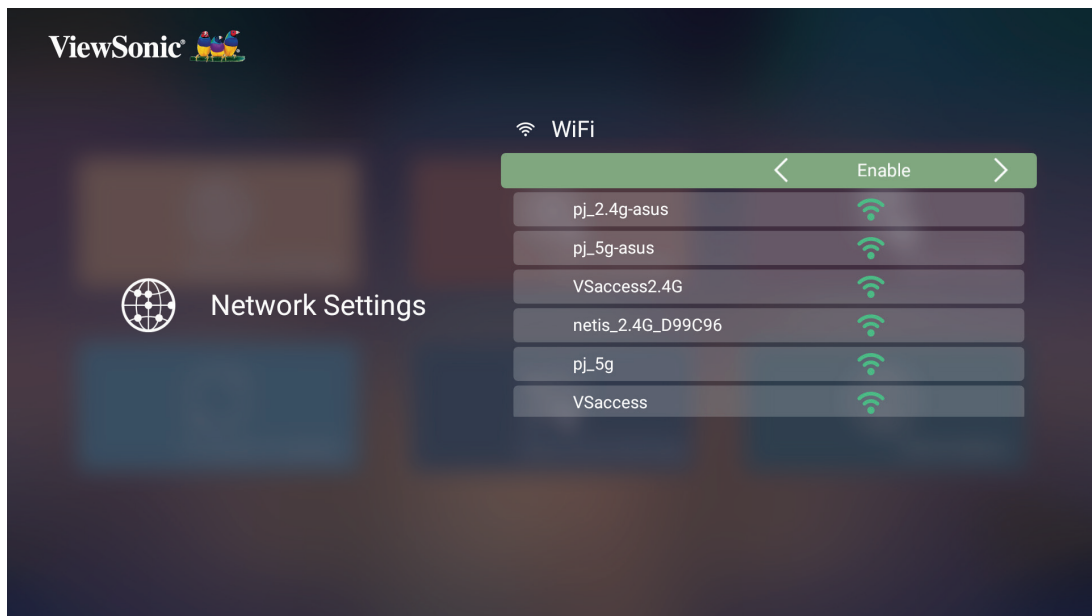 ViewSonic
WiFi
Enable
pj_2.4g-asus
pj_5g-asus
VSaccess2.4G
netis_2.4G_D99C96
pj_5g
VSaccess
Network Settings